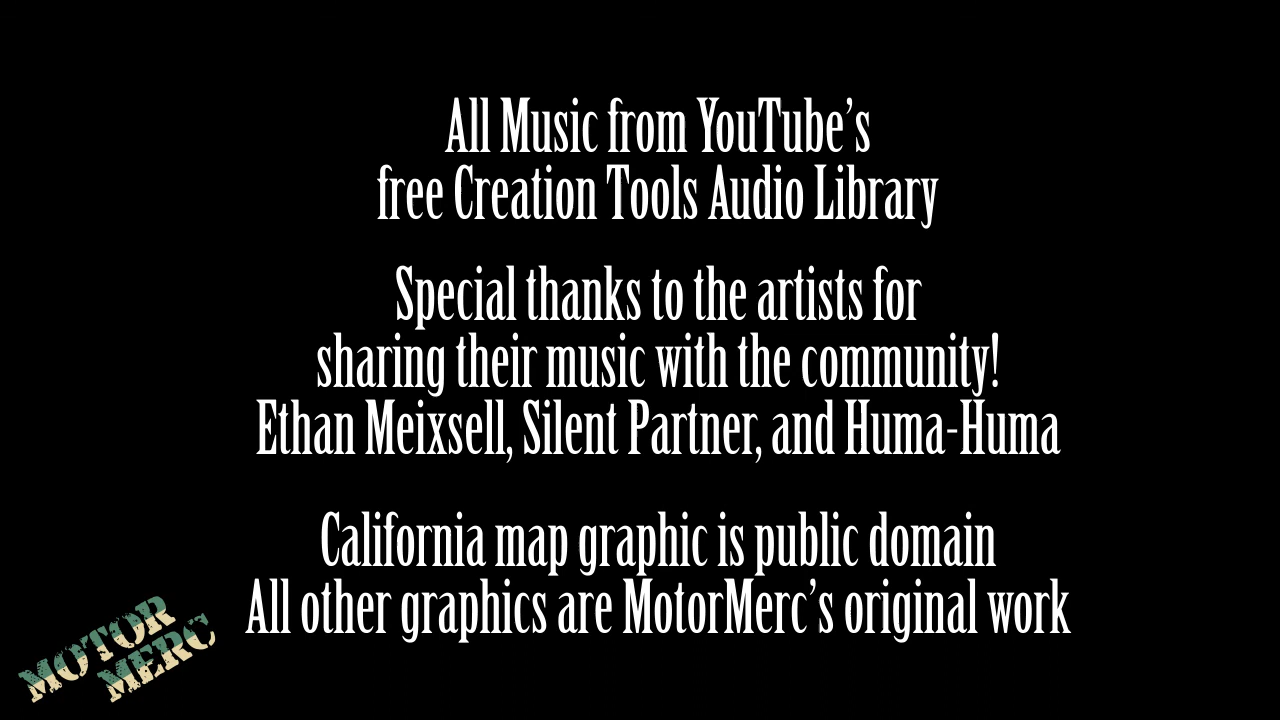 All Music from YouTube’s
free Creation Tools Audio Library
Special thanks to the artists for
sharing their music with the community!
Ethan Meixsell, Silent Partner, and Huma-Huma
California map graphic is public domain
All other graphics are MotorMerc’s original work
MOTOR
MERC